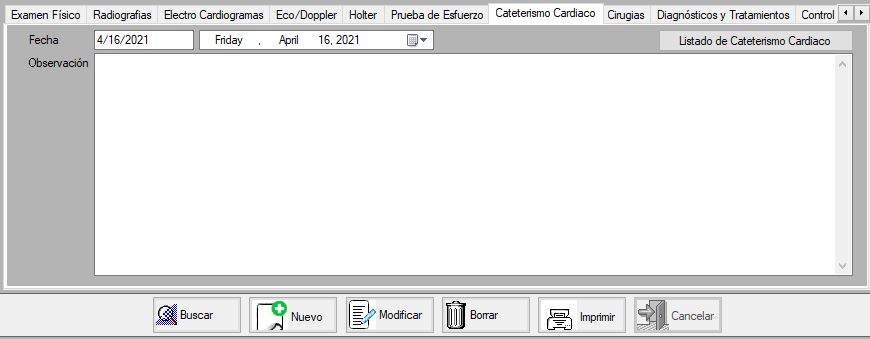 Examen Físico Radiografias Electro Cardiogramas Eco/Doppler Holter Prueba de Esfuerzo Cateterismo Cardiaco Cirugias Diagnósticos y Tratamientos Control
Fecha 4/16/2021 Friday , April 16, 2021 Listado de Cateterismo Cardiaco
Observación
Buscar Nuevo Modificar Borrar Imprimir Cancelar